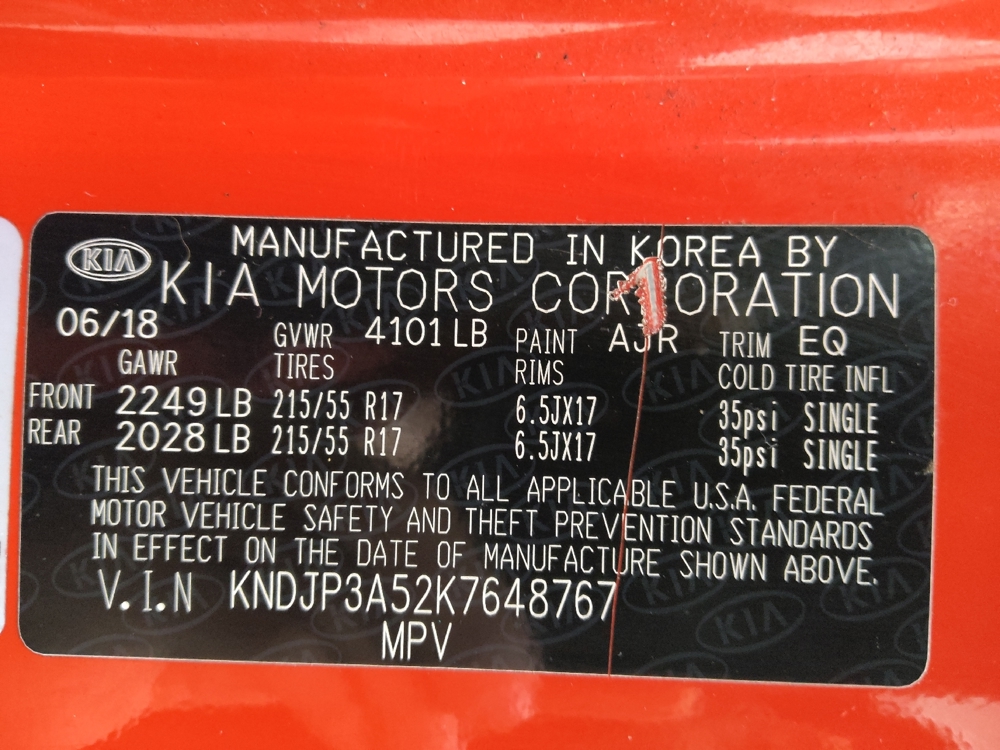 KIA MANUFACTURED IN KOREA BY
KIA MOTORS CORPORATION
06/18 GVWR 4101 LB PAINT AJR TRIM EQ
GAWR TIRES RIMS COLD TIRE INFL
FRONT 2249 LB 215/55 R17 6.5JX17 35psi SINGLE
REAR 2028 LB 215/55 R17 6.5JX17 35psi SINGLE
THIS VEHICLE CONFORMS TO ALL APPLICABLE U.S.A. FEDERAL
MOTOR VEHICLE SAFETY AND THEFT PREVENTION STANDARDS
IN EFFECT ON THE DATE OF MANUFACTURE SHOWN ABOVE.
V.I.N KNDJP3A52K7648767
MPV